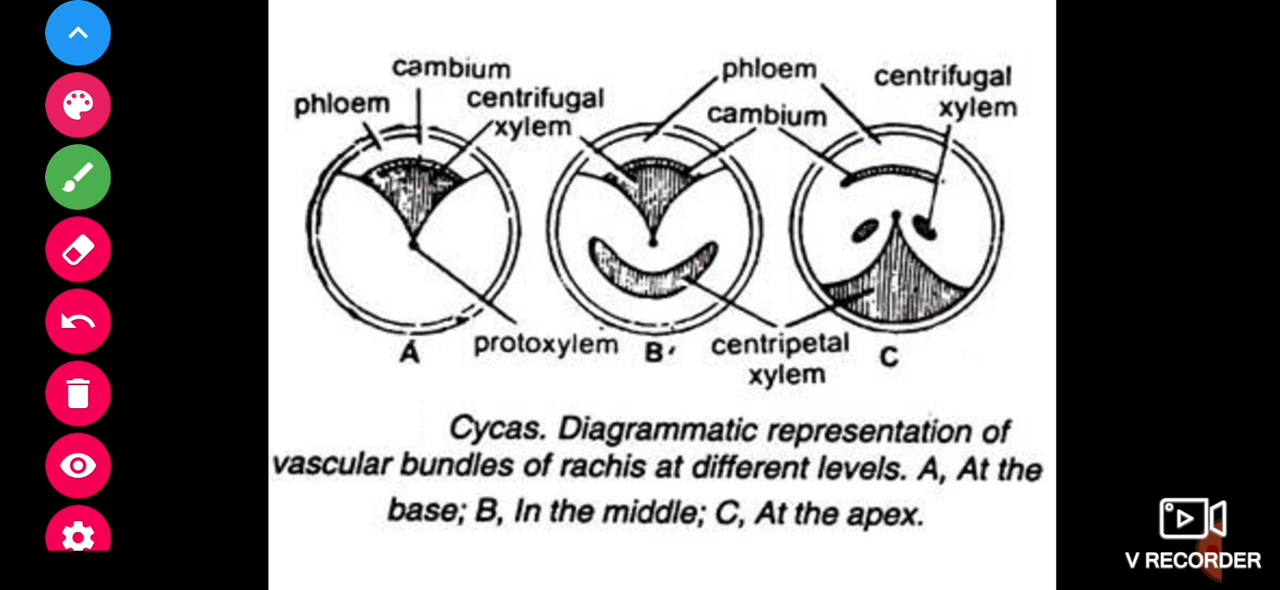 cambium
phloem
centrifugal
xylem
phloem
cambium
centrifugal
xylem
protoxylem
centripetal
xylem
A
B
C
Cycas. Diagrammatic representation of
vascular bundles of rachis at different levels. A, At the
base; B, In the middle; C, At the apex.
V RECORDER